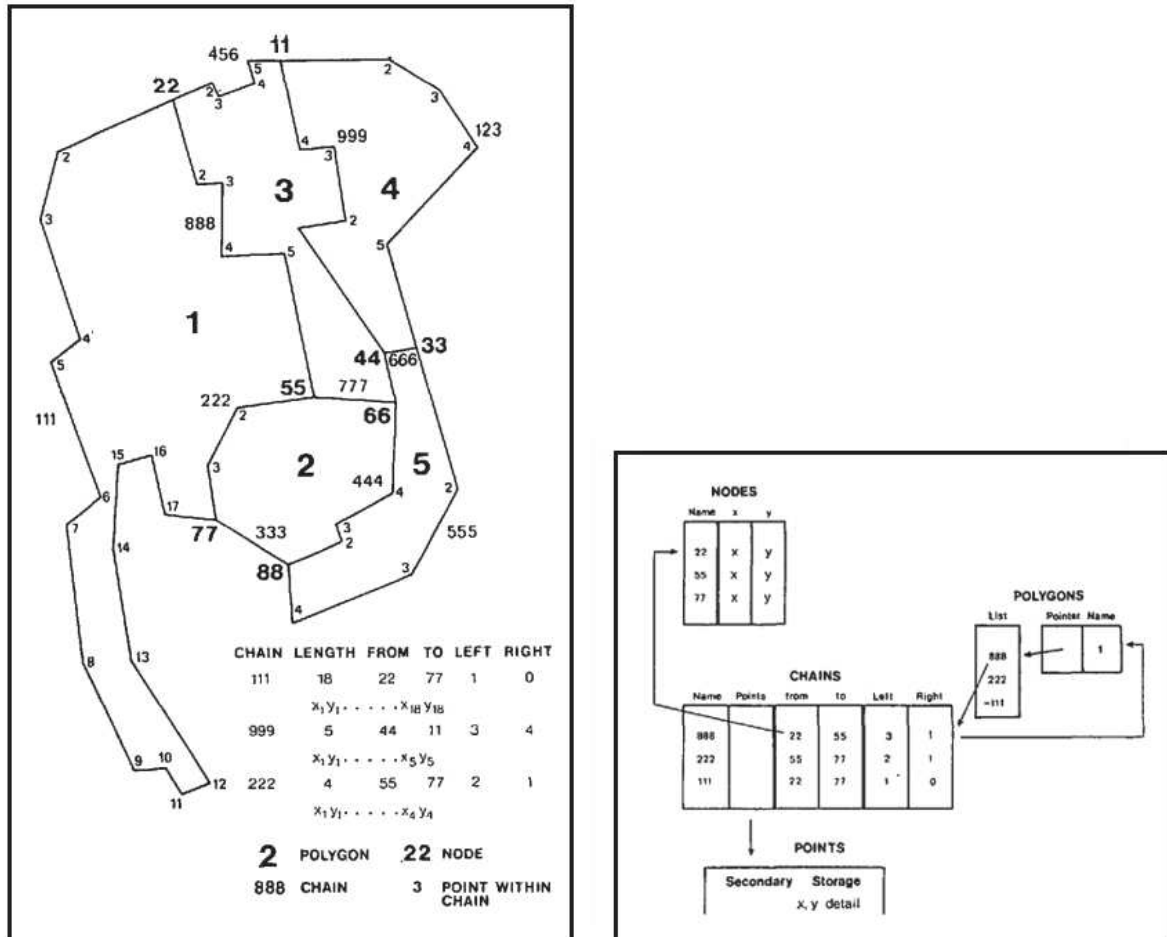 11
456
5
2
22
2
4
3
3
123
2
4
999
4
3
2
3
3
4
3
888
2
4
5
5
1
4
33
5
44
666
55
777
222
2
66
111
15
16
3
2
444
5
4
2
6
17
7
77
333
3
555
2
14
88
3
4
8
13
9
10
12
11
CHAIN LENGTH FROM TO LEFT RIGHT
111 18 22 77 1 0
x₁y₁ . . . . . x₁₈y₁₈
999 5 44 11 3 4
x₁y₁ . . . . . x₅y₅
222 4 55 77 2 1
x₁y₁ . . . . . x₄y₄
2 POLYGON 22 NODE
888 CHAIN 3 POINT WITHIN
CHAIN
NODES
Name x y
22 x y
55 x y
77 x y
POLYGONS
List Pointer Name
1
888
222
-111
CHAINS
Name Points from to Left Right
888 22 55 3 1
222 55 77 2 1
111 22 77 1 0
POINTS
Secondary Storage
x, y detail